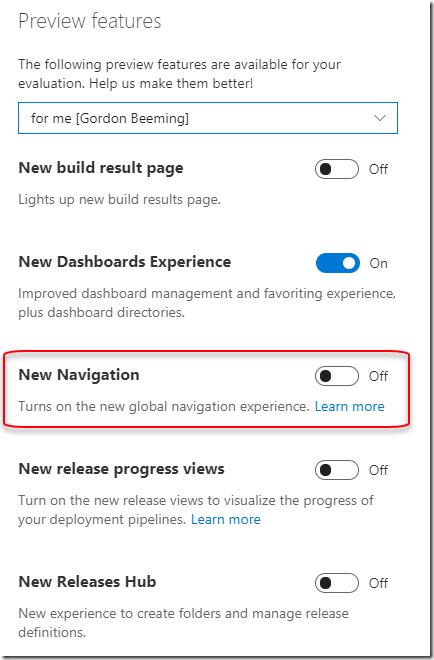 Preview features
The following preview features are available for your
evaluation. Help us make them better!
for me [Gordon Beeming]
New build result page
Off
Lights up new build results page.
New Dashboards Experience
On
Improved dashboard management and favoriting experience,
plus dashboard directories.
New Navigation
Off
Turns on the new global navigation experience. Learn more
New release progress views
Off
Turn on the new release views to visualize the progress of
your deployment pipelines. Learn more
New Releases Hub
Off
New experience to create folders and manage release
definitions.